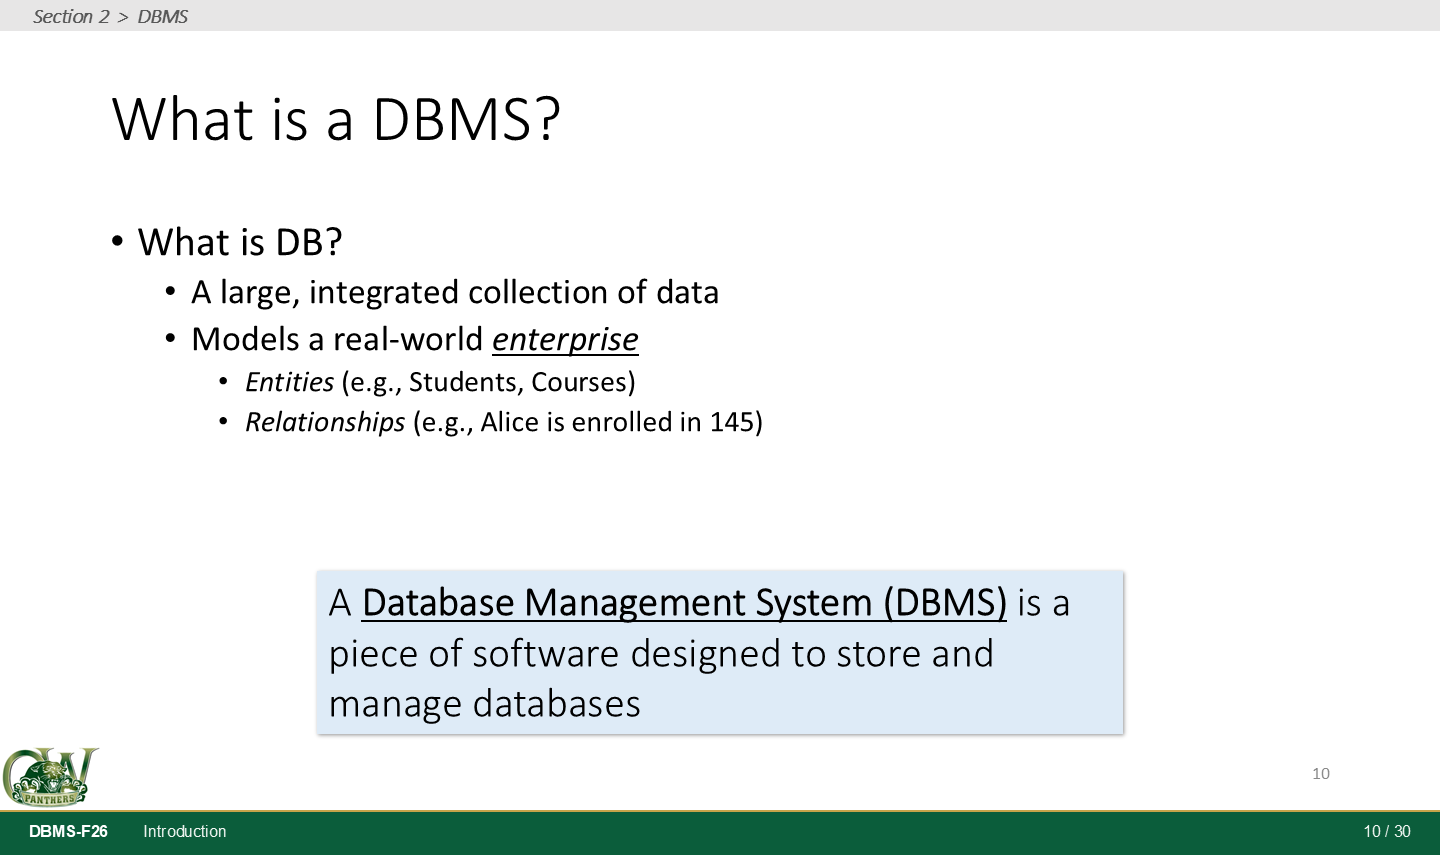 Section 2 > DBMS
What is a DBMS?
• What is DB?
• A large, integrated collection of data
• Models a real-world enterprise
• Entities (e.g., Students, Courses)
• Relationships (e.g., Alice is enrolled in 145)
A Database Management System (DBMS) is a
piece of software designed to store and
manage databases
OW
PANTHERS
10
DBMS-F26 Introduction 10 / 30